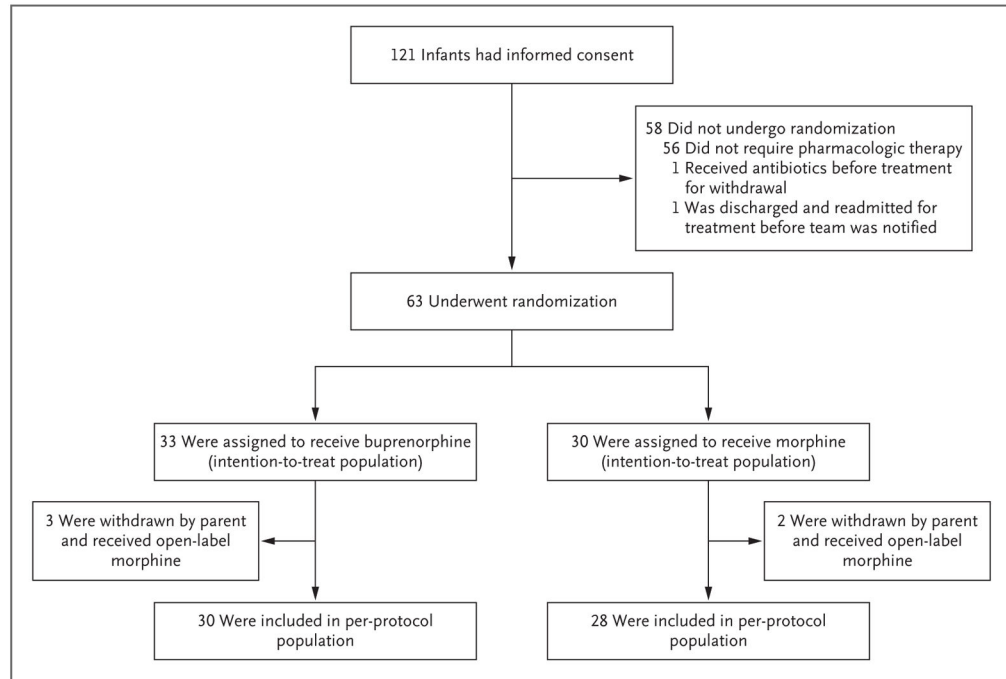 121 Infants had informed consent
58 Did not undergo randomization
56 Did not require pharmacologic therapy
1 Received antibiotics before treatment
for withdrawal
1 Was discharged and readmitted for
treatment before team was notified
63 Underwent randomization
33 Were assigned to receive buprenorphine
(intention-to-treat population)
30 Were assigned to receive morphine
(intention-to-treat population)
3 Were withdrawn by parent
and received open-label
morphine
2 Were withdrawn by parent
and received open-label
morphine
30 Were included in per-protocol
population
28 Were included in per-protocol
population